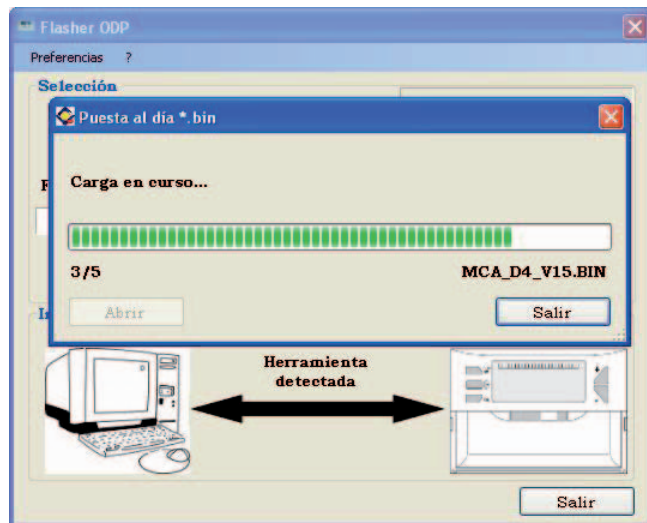 Flasher ODP
Preferencias ?
Selección
Puesta al día *.bin
Carga en curso...
3/5 MCA_D4_V15.BIN
Abrir Salir
Herramienta
detectada
Salir